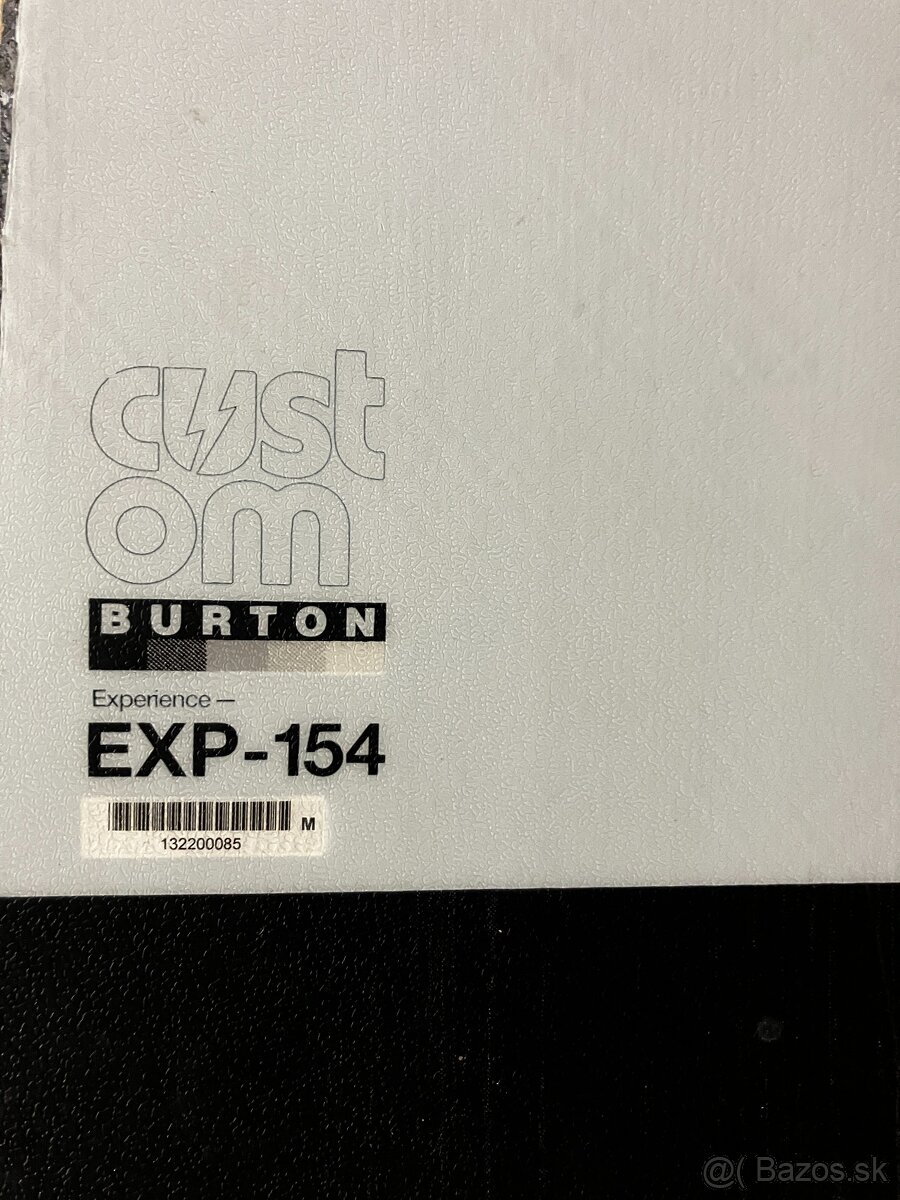 cust
om
BURTON
Experience —
EXP-154
M
132200085
@( Bazos.sk